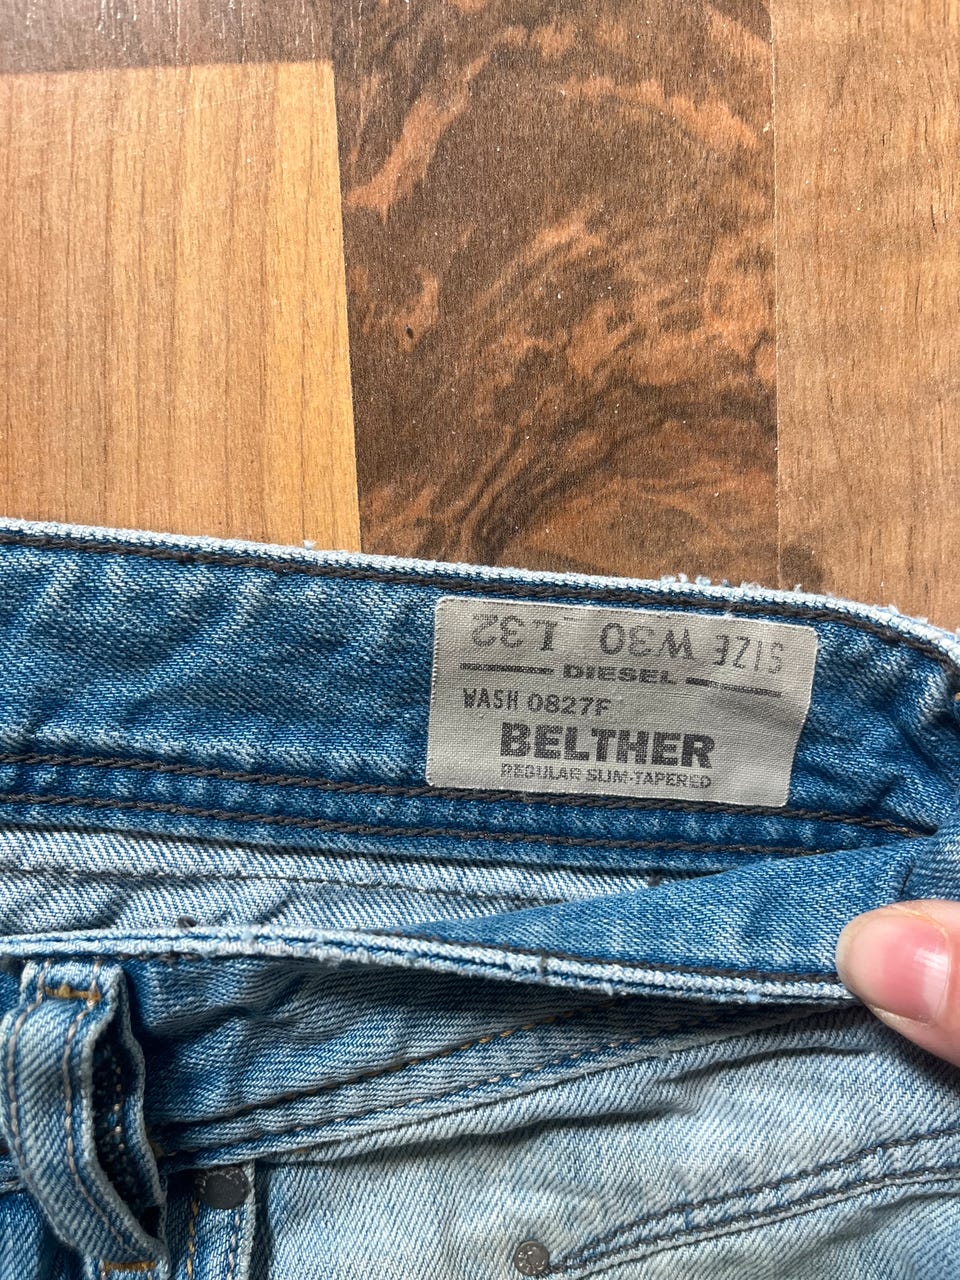 SIZE W30 L32
DIESEL
WASH 0827F
BELTHER
REGULAR SLIM-TAPERED